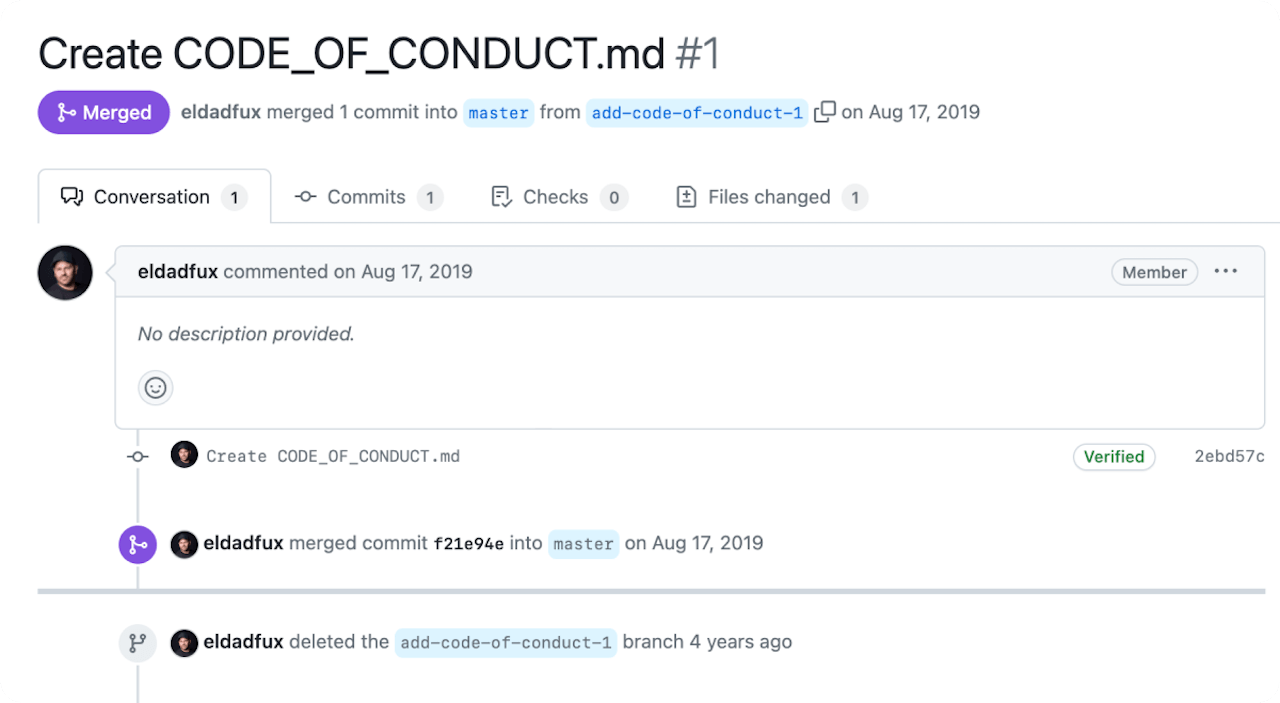 Create CODE_OF_CONDUCT.md #1
Merged eldadfux merged 1 commit into master from add-code-of-conduct-1 on Aug 17, 2019
Conversation 1 Commits 1 Checks 0 Files changed 1
eldadfux commented on Aug 17, 2019 Member
No description provided.
Create CODE_OF_CONDUCT.md Verified 2ebd57c
eldadfux merged commit f21e94e into master on Aug 17, 2019
eldadfux deleted the add-code-of-conduct-1 branch 4 years ago